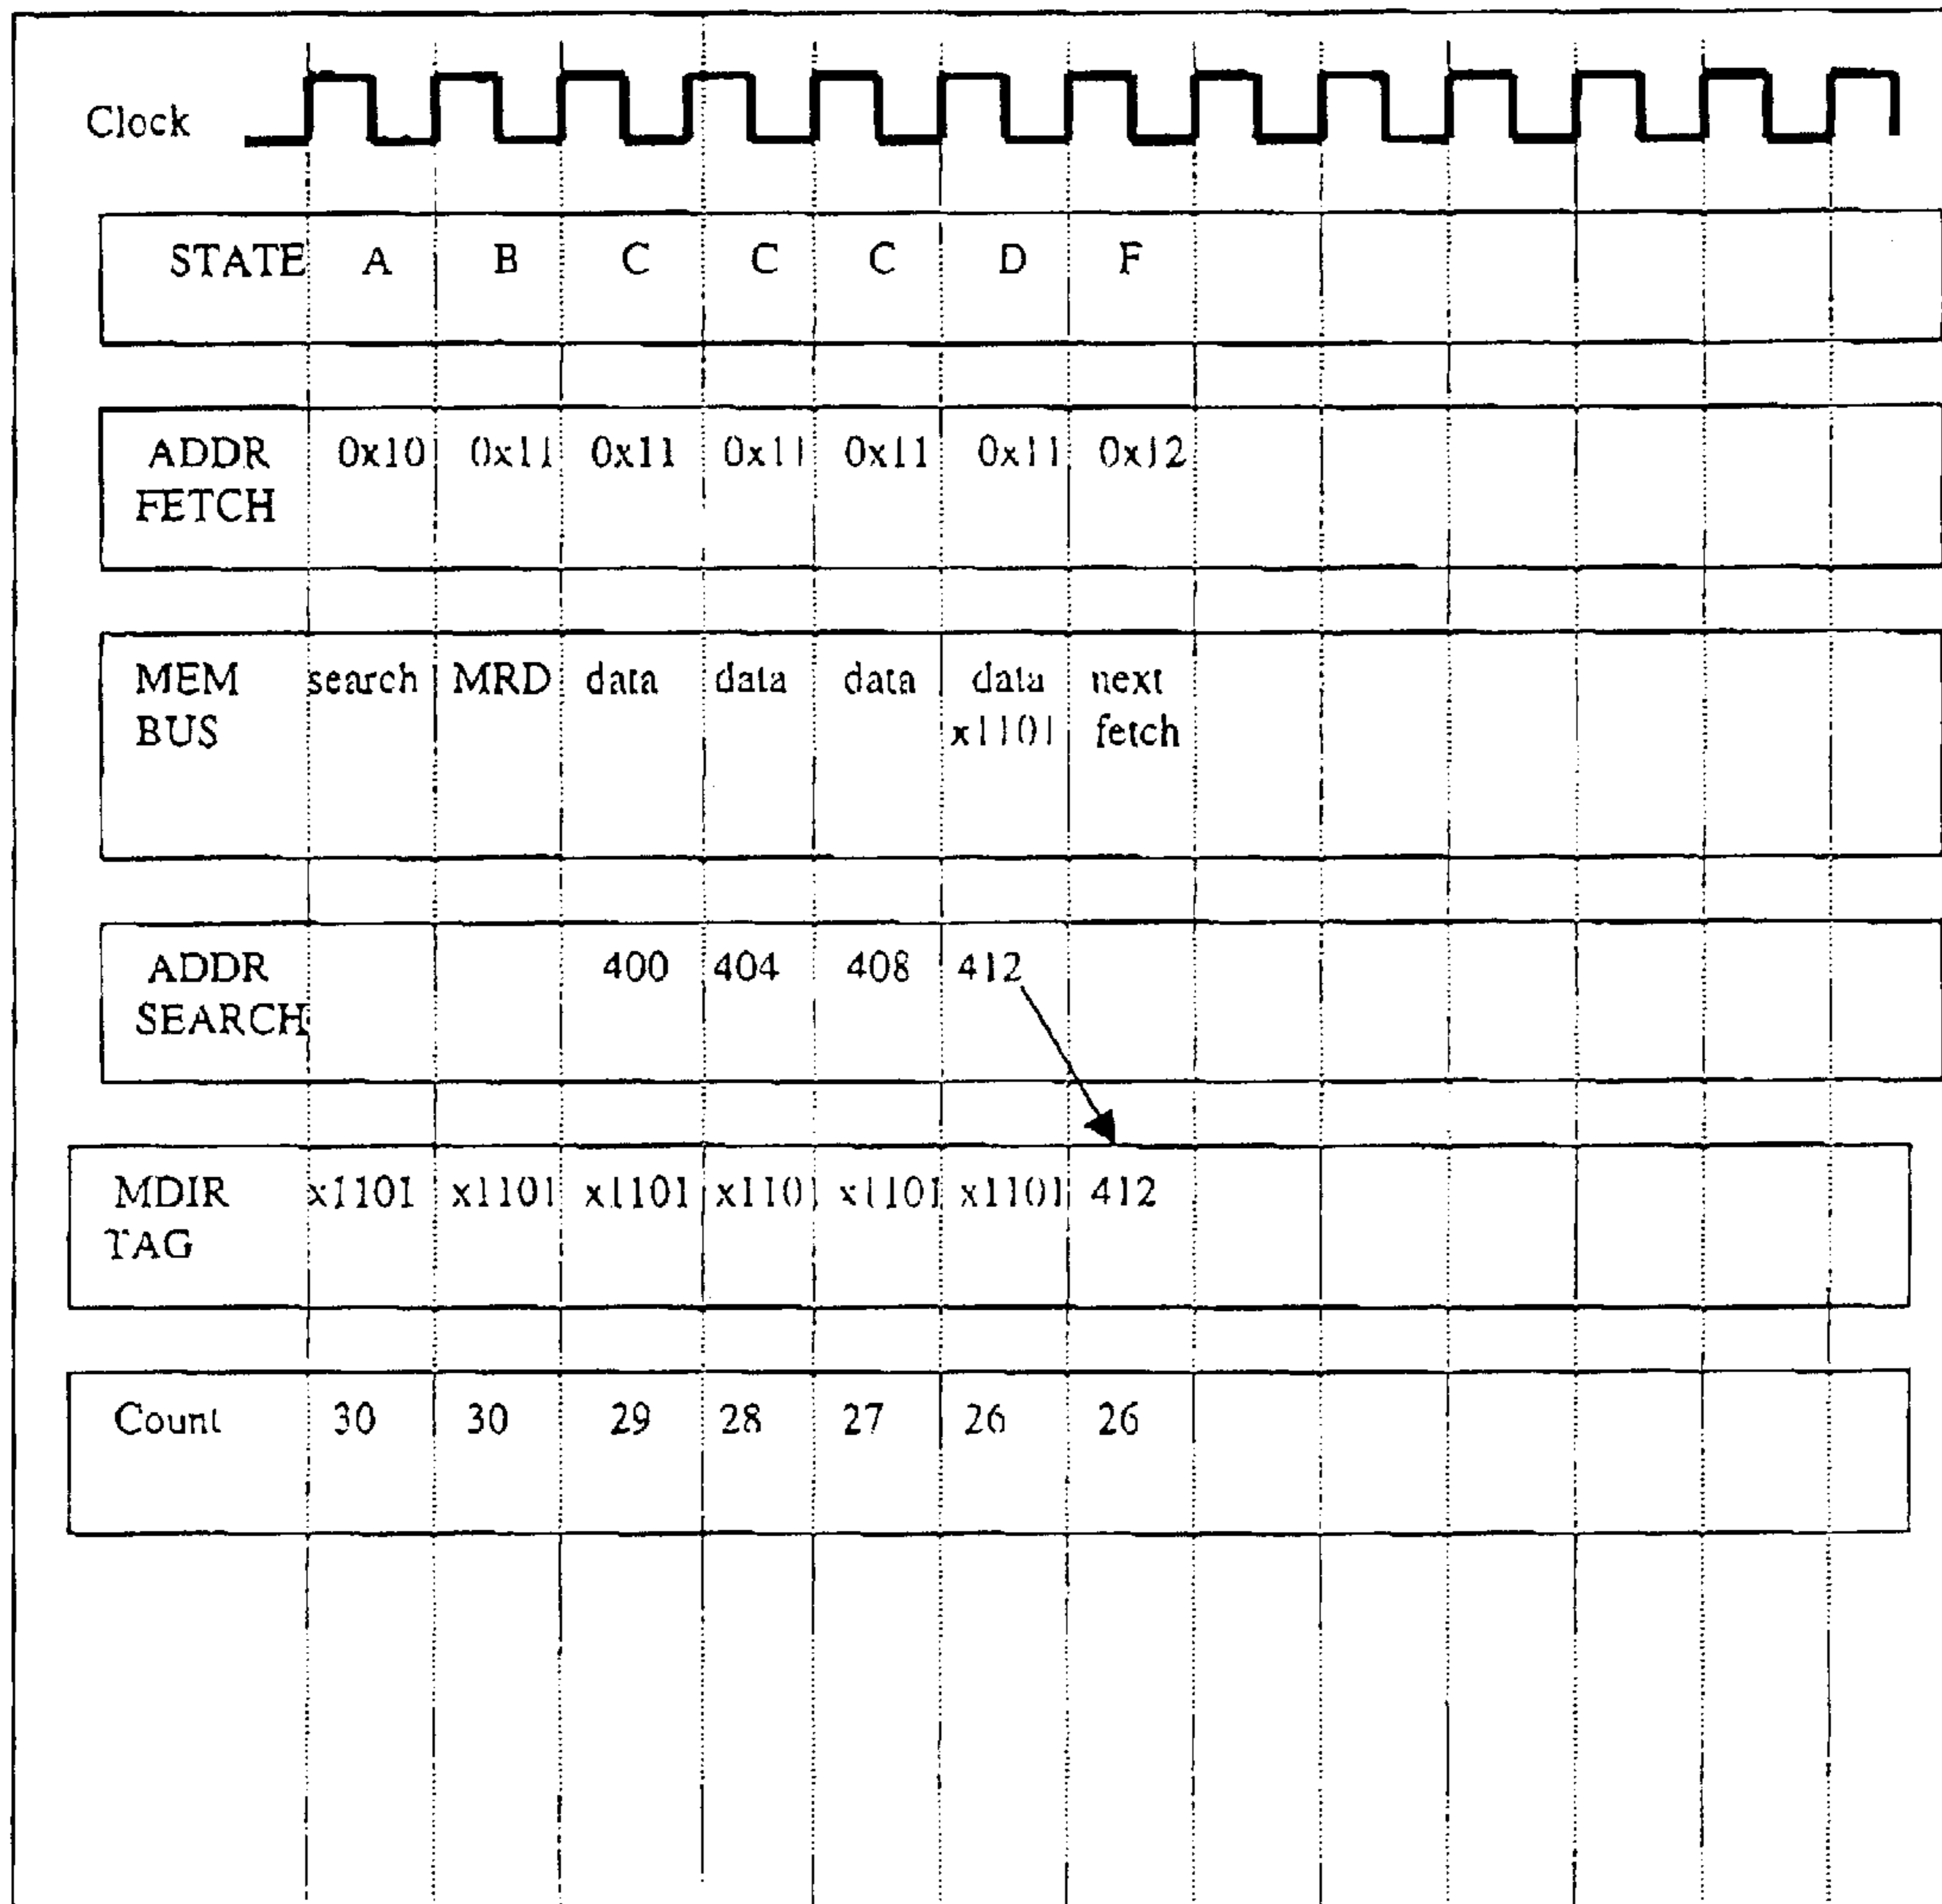 Clock
STATE A B C C C D F
ADDR 0x10 0x11 0x11 0x11 0x11 0x11 0x12
FETCH
MEM search MRD data data data data next
BUS x1101 fetch
ADDR 400 404 408 412
SEARCH
MDIR x1101 x1101 x1101 x1101 x1101 x1101 412
TAG
Count 30 30 29 28 27 26 26